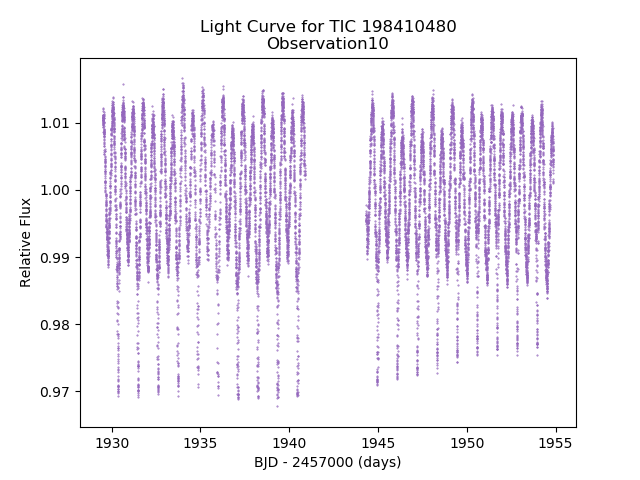 Light Curve for TIC 198410480
Observation10
1.01
1.00
0.99
0.98
0.97
Relative Flux
1930
1935
1940
1945
1950
1955
BJD - 2457000 (days)